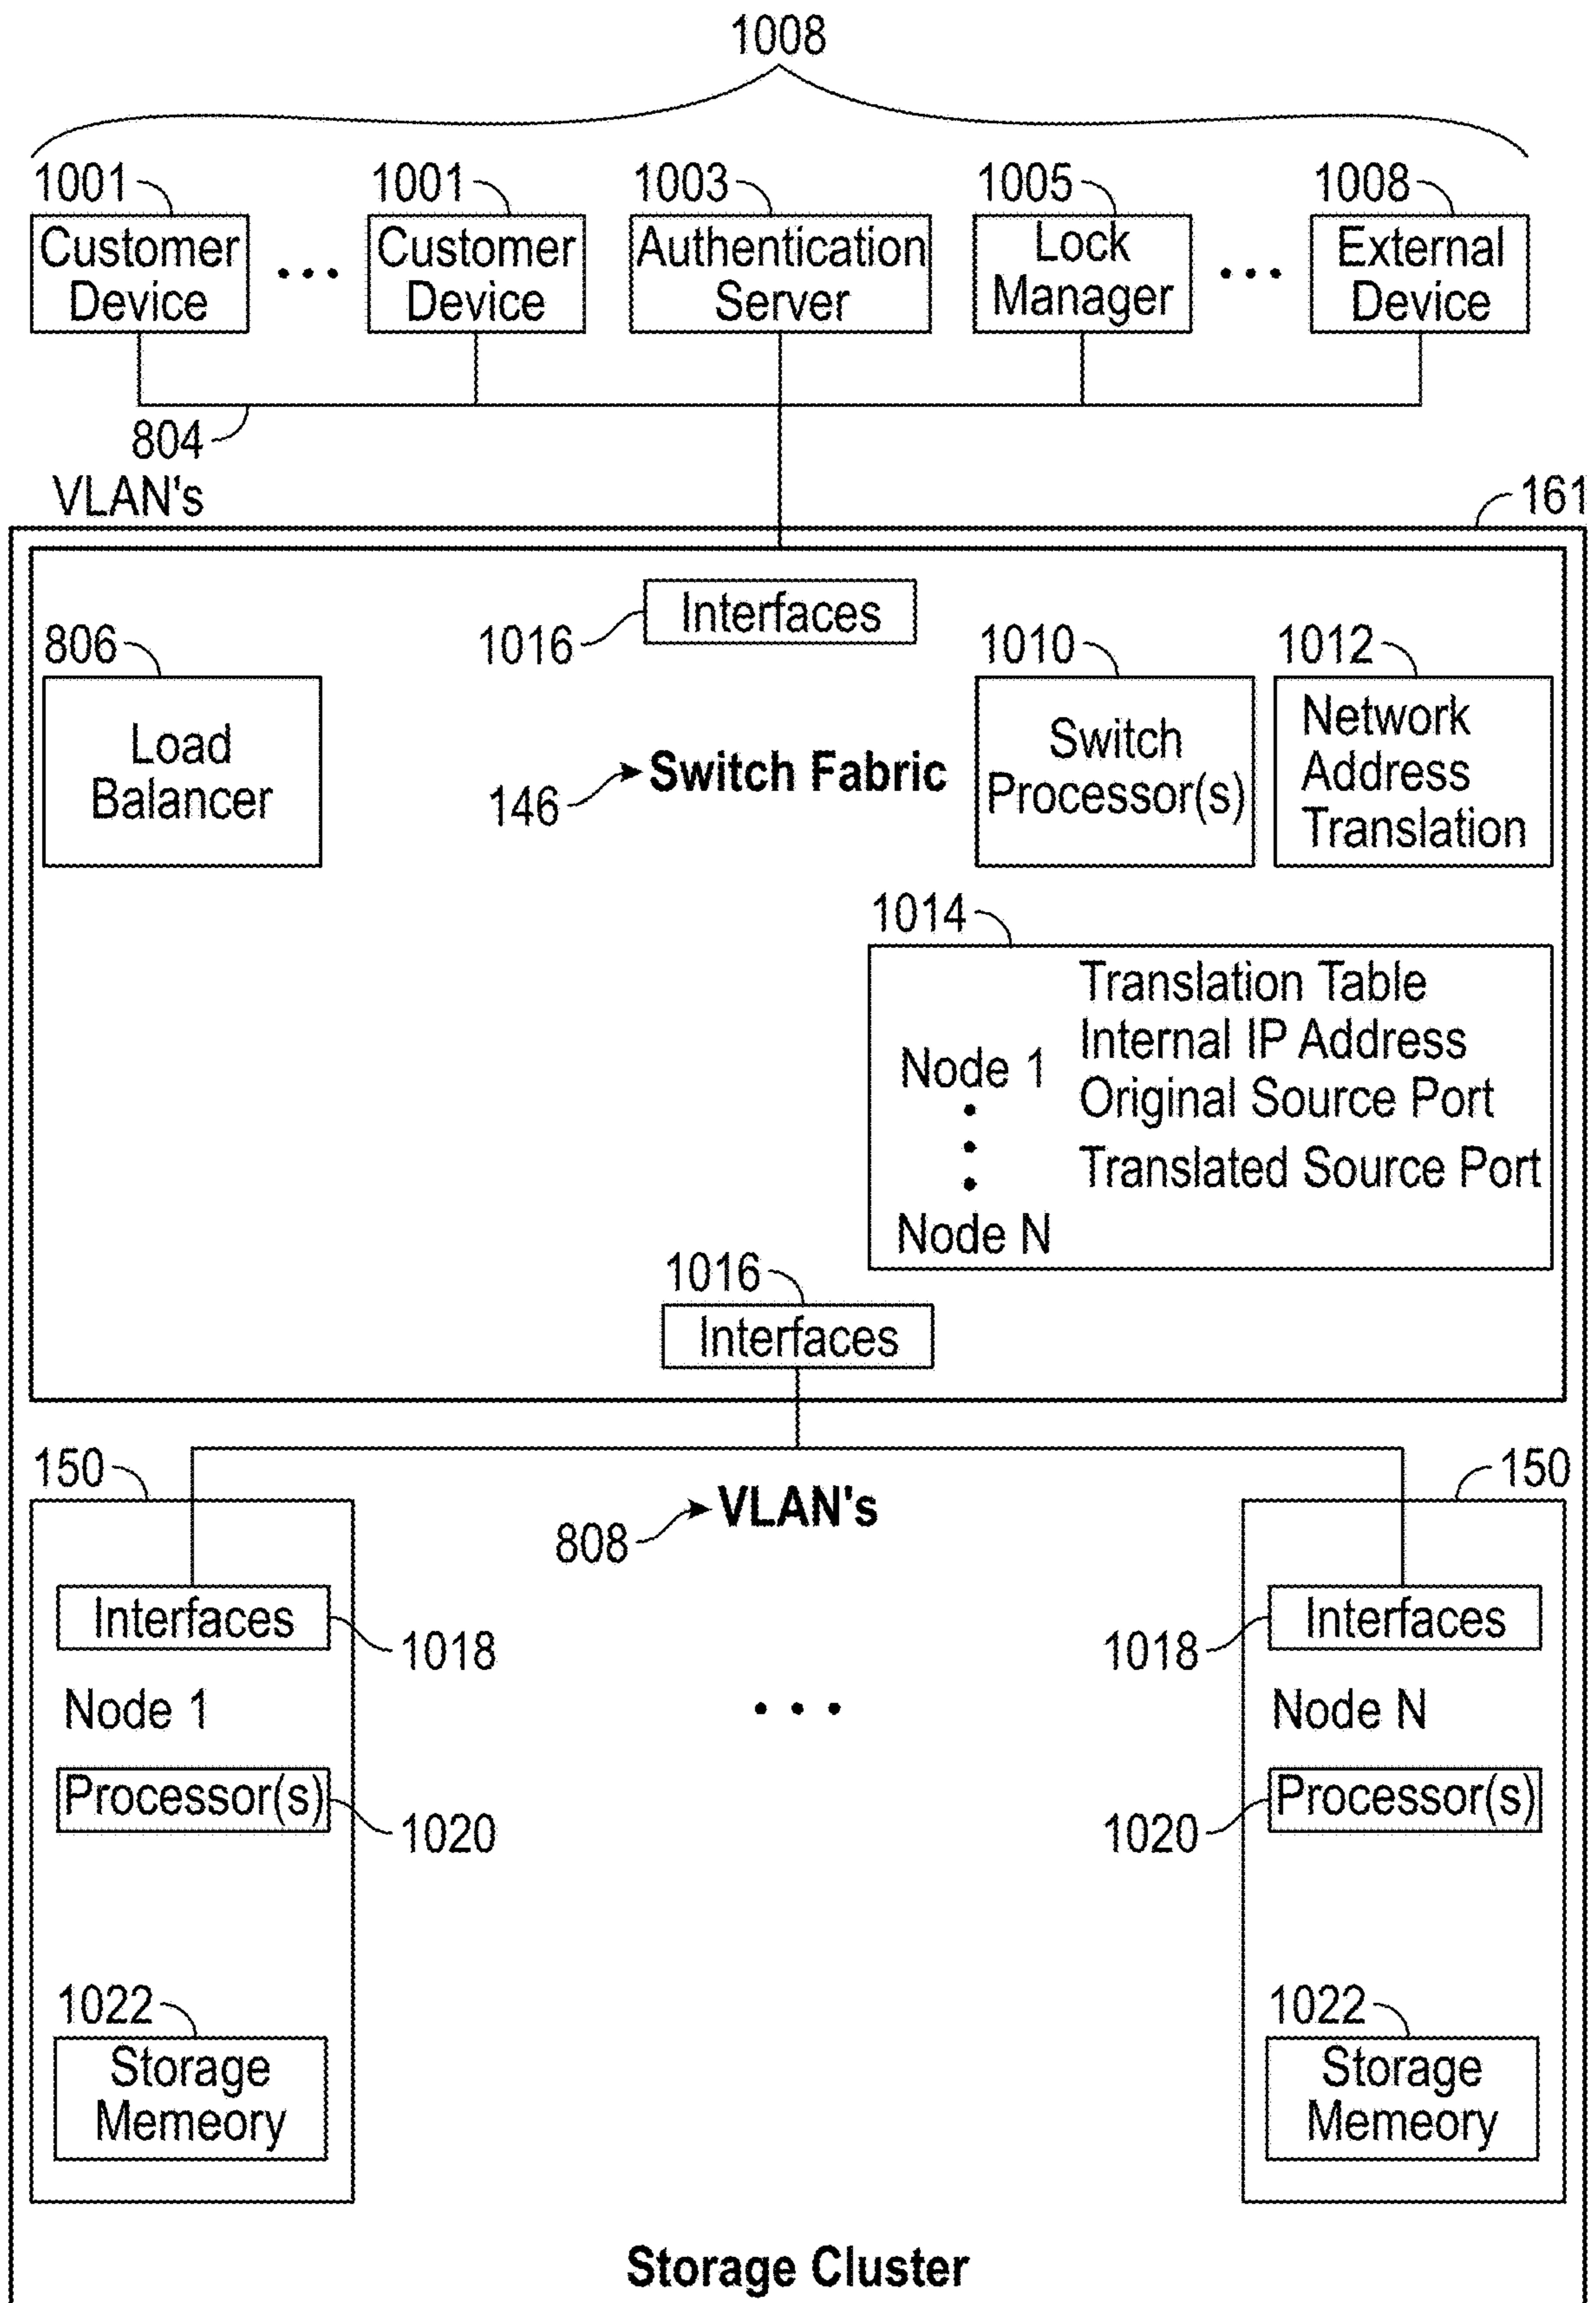 1008
1001
1001
1003
1005
1008
Customer
Device
Customer
Device
Authentication
Server
Lock
Manager
External
Device
804
VLAN's
161
Interfaces
1016
806
1010
1012
Load
Balancer
146
Switch Fabric
Switch
Processor(s)
Network
Address
Translation
1014
Translation Table
Internal IP Address
Node 1
Original Source Port
Translated Source Port
Node N
1016
Interfaces
150
150
VLAN's
808
Interfaces
1018
1018
Interfaces
Node 1
Node N
Processor(s)
1020
1020
Processor(s)
1022
1022
Storage
Memeory
Storage
Memeory
Storage Cluster